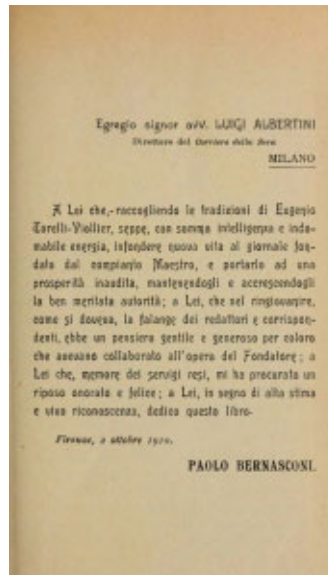 Egregio signor avv. LUIGI ALBERTINI
Direttore del Corriere della Sera
MILANO
A Lei che, raccogliendo le tradizioni di Eugenio
Torelli-Viollier, seppe, con somma intelligenza e indo-
mabile energia, infondere nuova vita al giornale fon-
dato dal compianto Maestro, e portarlo ad una
prosperità inaudita, mantenendogli e accrescendogli
la ben meritata autorità; a Lei, che nel ringiovanire,
come si doveva, la falange dei redattori e corrispon-
denti, ebbe un pensiero gentile e generoso per coloro
che avevano collaborato all'opera del Fondatore; a
Lei che, memore dei servigi resi, mi ha procurato un
riposo onorato e felice; a Lei, in segno di alta stima
e viva riconoscenza, dedico questo libro.
Firenze, 2 ottobre 1910.
PAOLO BERNASCONI.